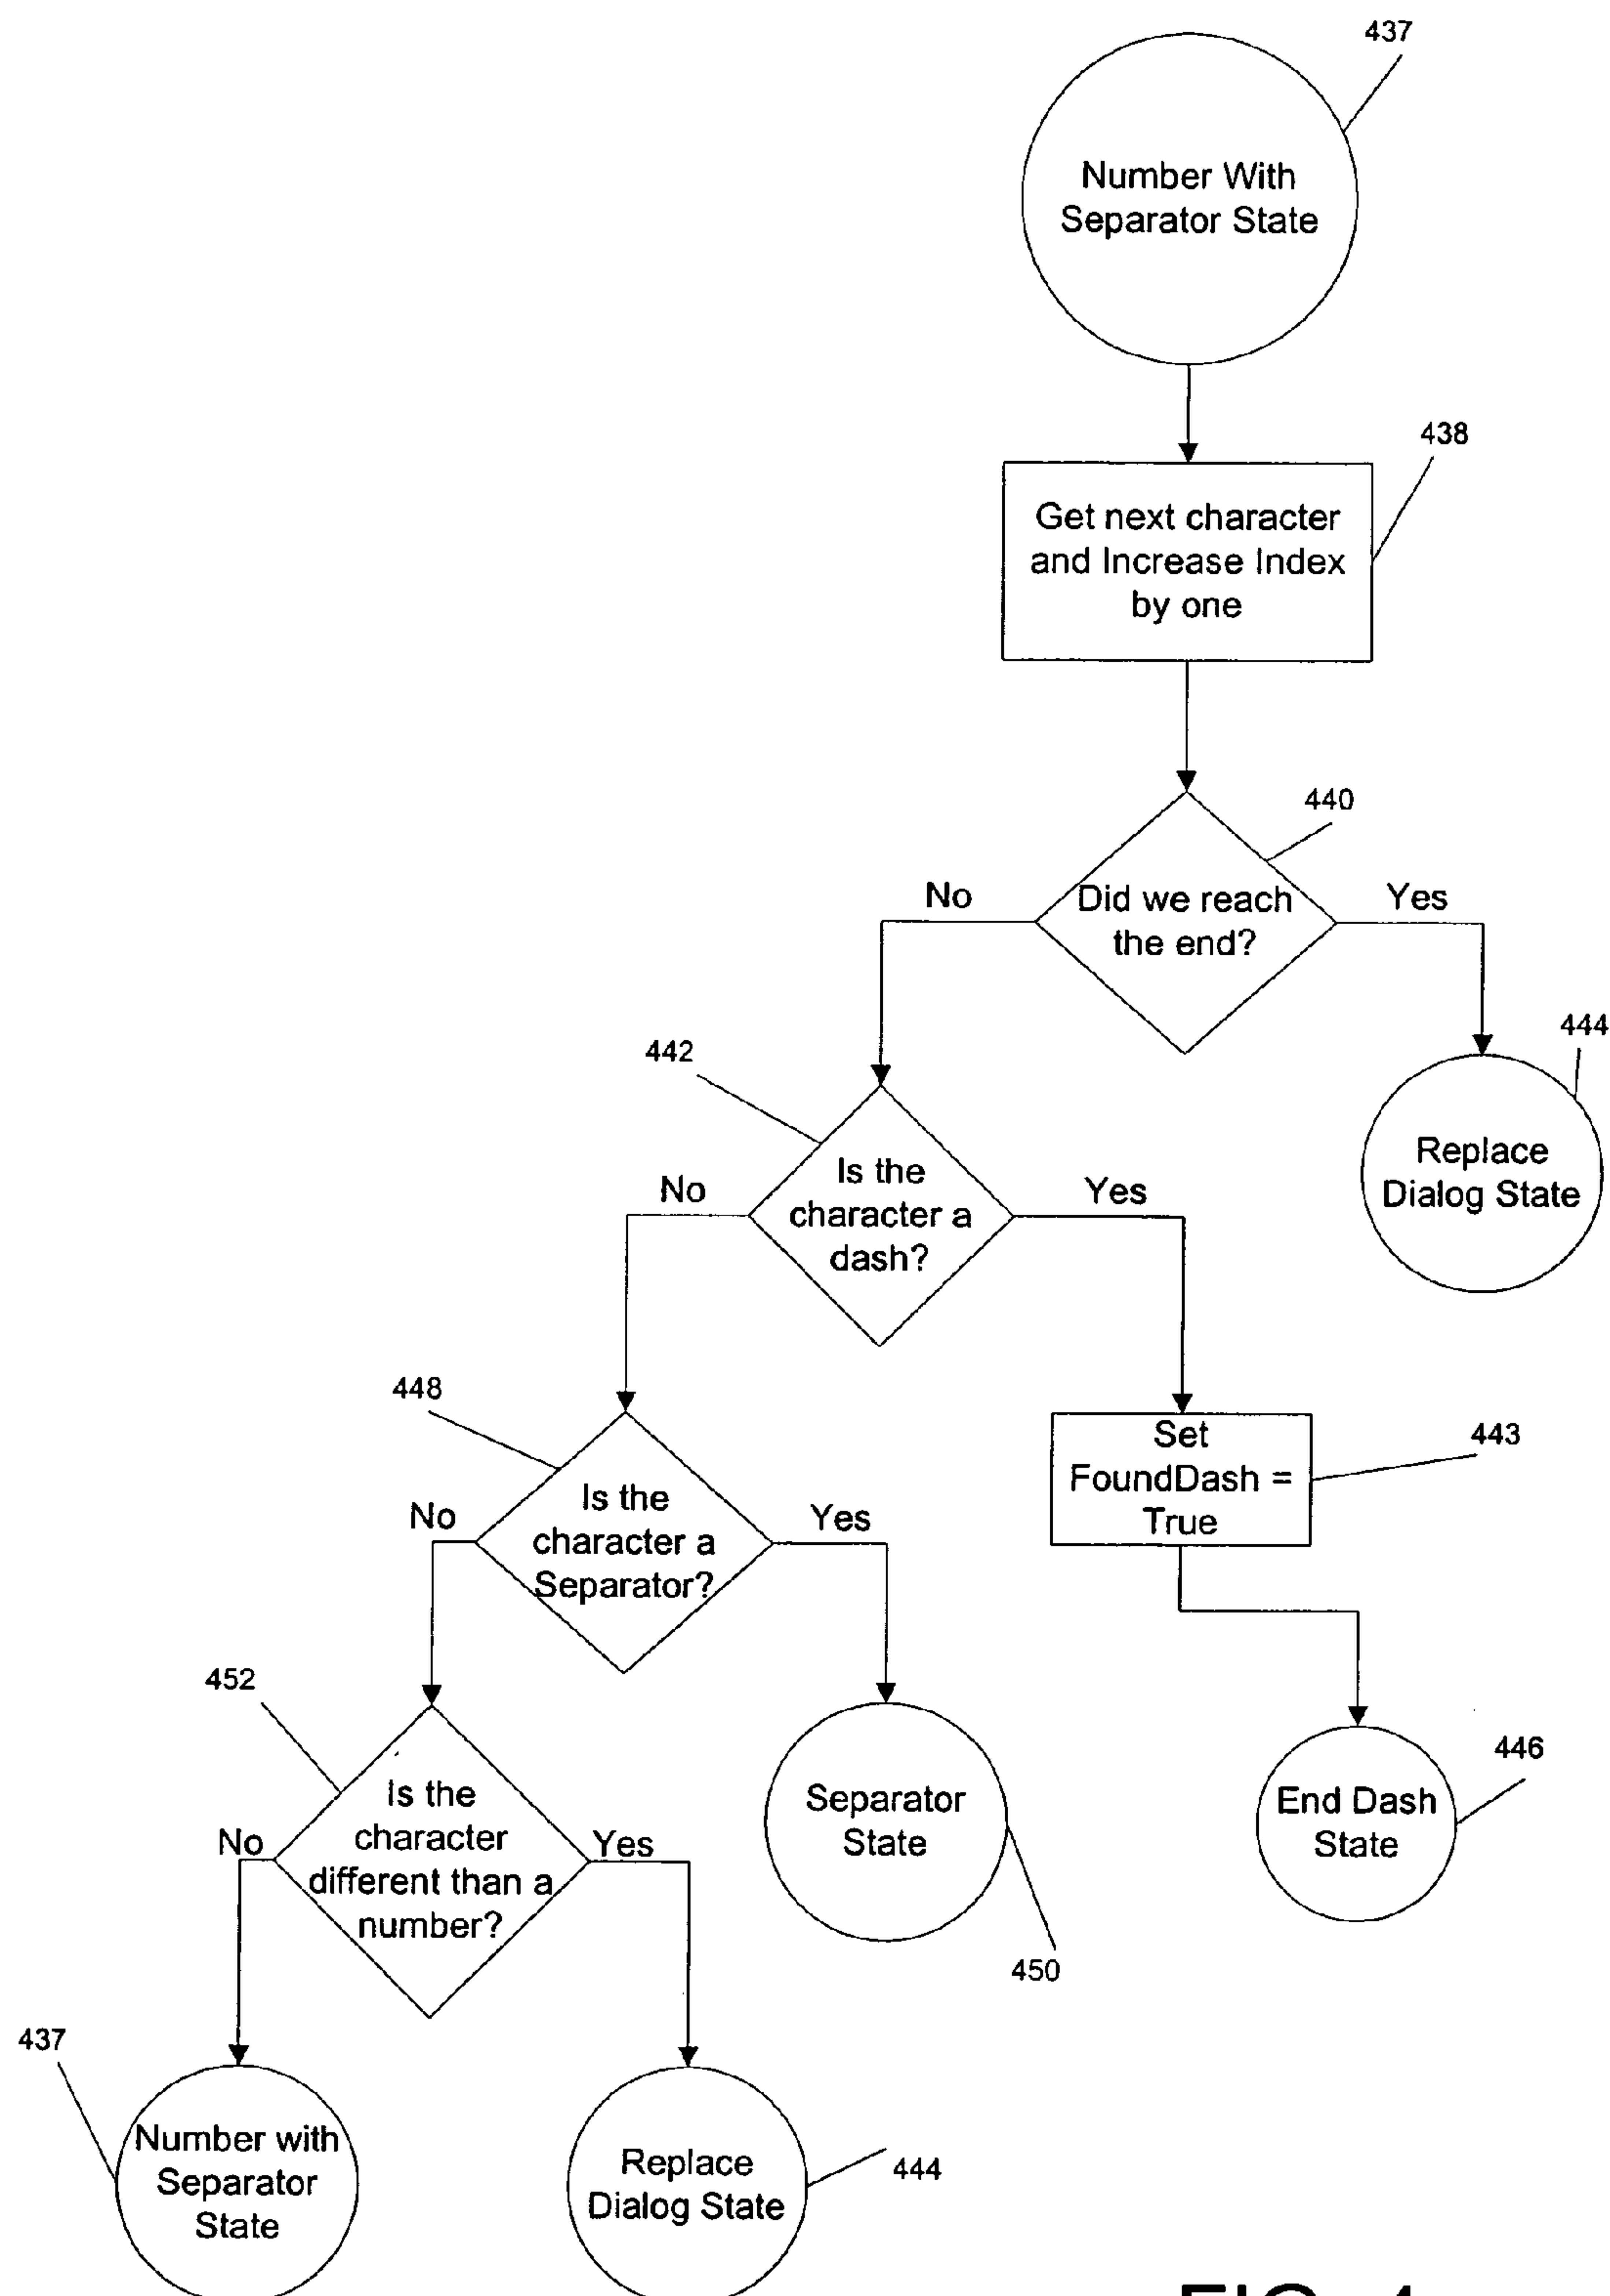 437
Number With
Separator State
438
Get next character
and Increase Index
by one
440
Did we reach
the end?
No
Yes
444
Replace
Dialog State
442
Is the
character a
dash?
No
Yes
448
Is the
character a
Separator?
No
Yes
Set
FoundDash =
True
443
452
Is the
character
different than a
number?
No
Yes
Separator
State
450
End Dash
State
446
437
Number with
Separator
State
Replace
Dialog State
444